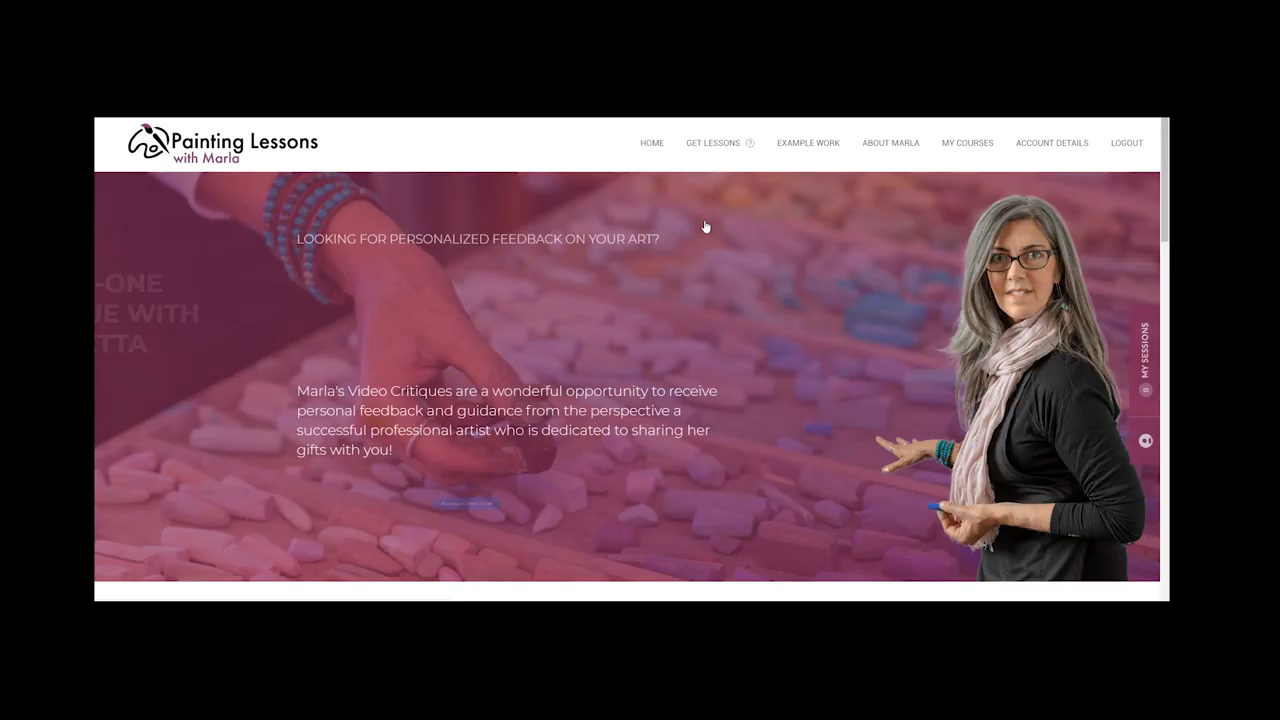 Painting Lessons
with Marla
HOME
GET LESSONS ?
EXAMPLE WORK
ABOUT MARLA
MY COURSES
ACCOUNT DETAILS
LOGOUT
LOOKING FOR PERSONALIZED FEEDBACK ON YOUR ART?
-ONE
UE WITH
ETTA
Marla's Video Critiques are a wonderful opportunity to receive
personal feedback and guidance from the perspective a
successful professional artist who is dedicated to sharing her
gifts with you!
MY SESSIONS
0